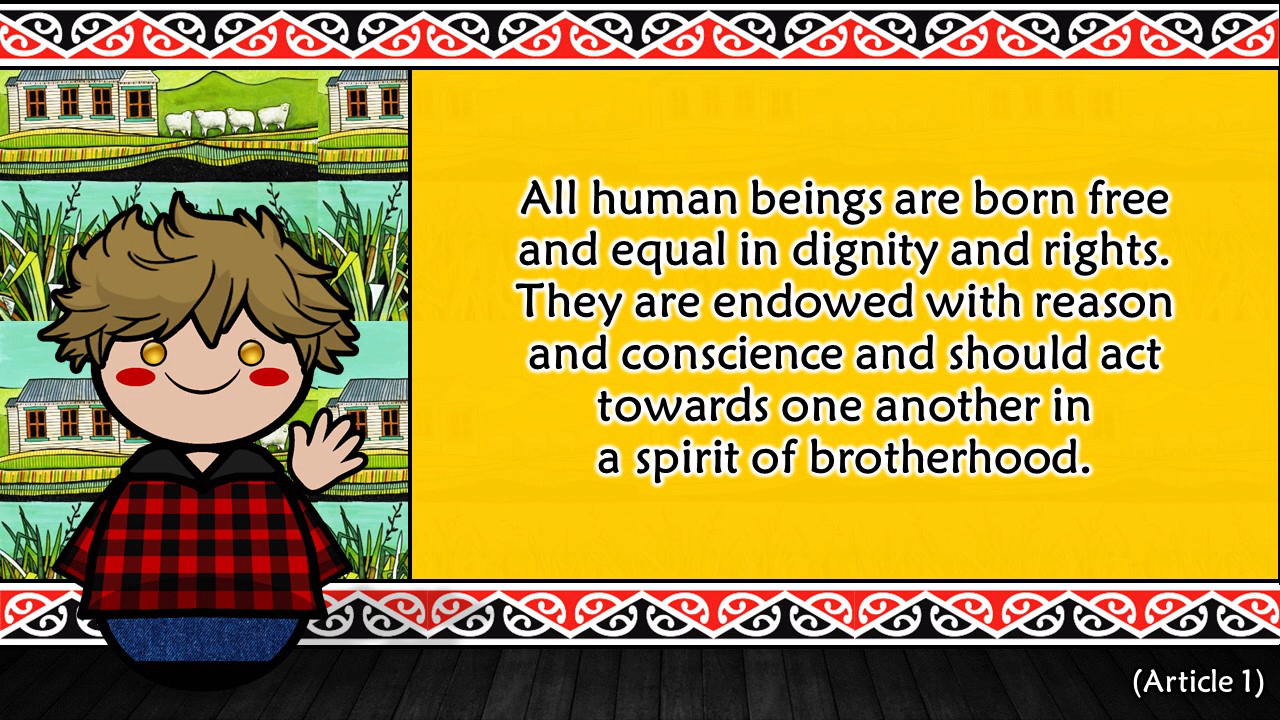 All human beings are born free
and equal in dignity and rights.
They are endowed with reason
and conscience and should act
towards one another in
a spirit of brotherhood.
(Article 1)